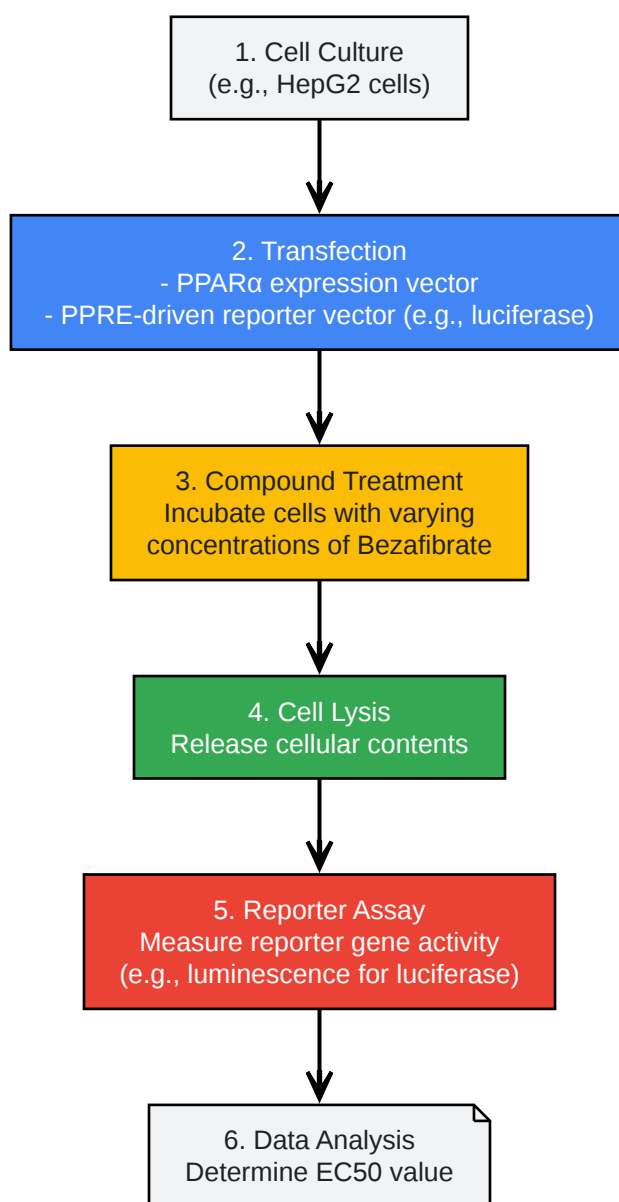 1. Cell Culture
(e.g., HepG2 cells)
2. Transfection
- PPARα expression vector
- PPRE-driven reporter vector (e.g., luciferase)
3. Compound Treatment
Incubate cells with varying
concentrations of Bezafibrate
4. Cell Lysis
Release cellular contents
5. Reporter Assay
Measure reporter gene activity
(e.g., luminescence for luciferase)
6. Data Analysis
Determine EC50 value